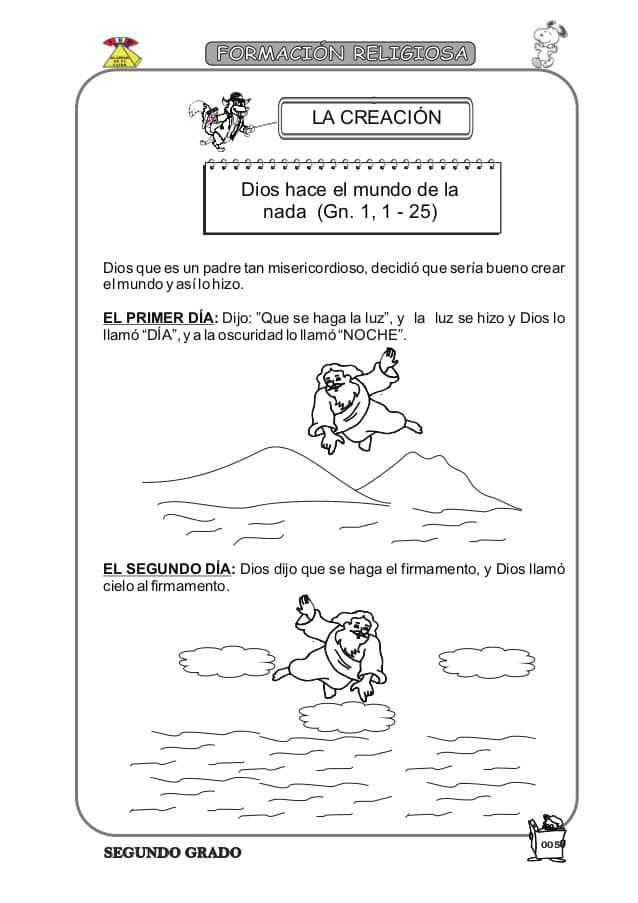 FORMACIÓN RELIGIOSA
LA CREACIÓN
Dios hace el mundo de la
nada (Gn. 1, 1 - 25)
Dios que es un padre tan misericordioso, decidió que sería bueno crear
el mundo y así lo hizo.
EL PRIMER DÍA: Dijo: ”Que se haga la luz”, y la luz se hizo y Dios lo
llamó “DÍA”, y a la oscuridad lo llamó “NOCHE”.
EL SEGUNDO DÍA: Dios dijo que se haga el firmamento, y Dios llamó
cielo al firmamento.
SEGUNDO GRADO
005